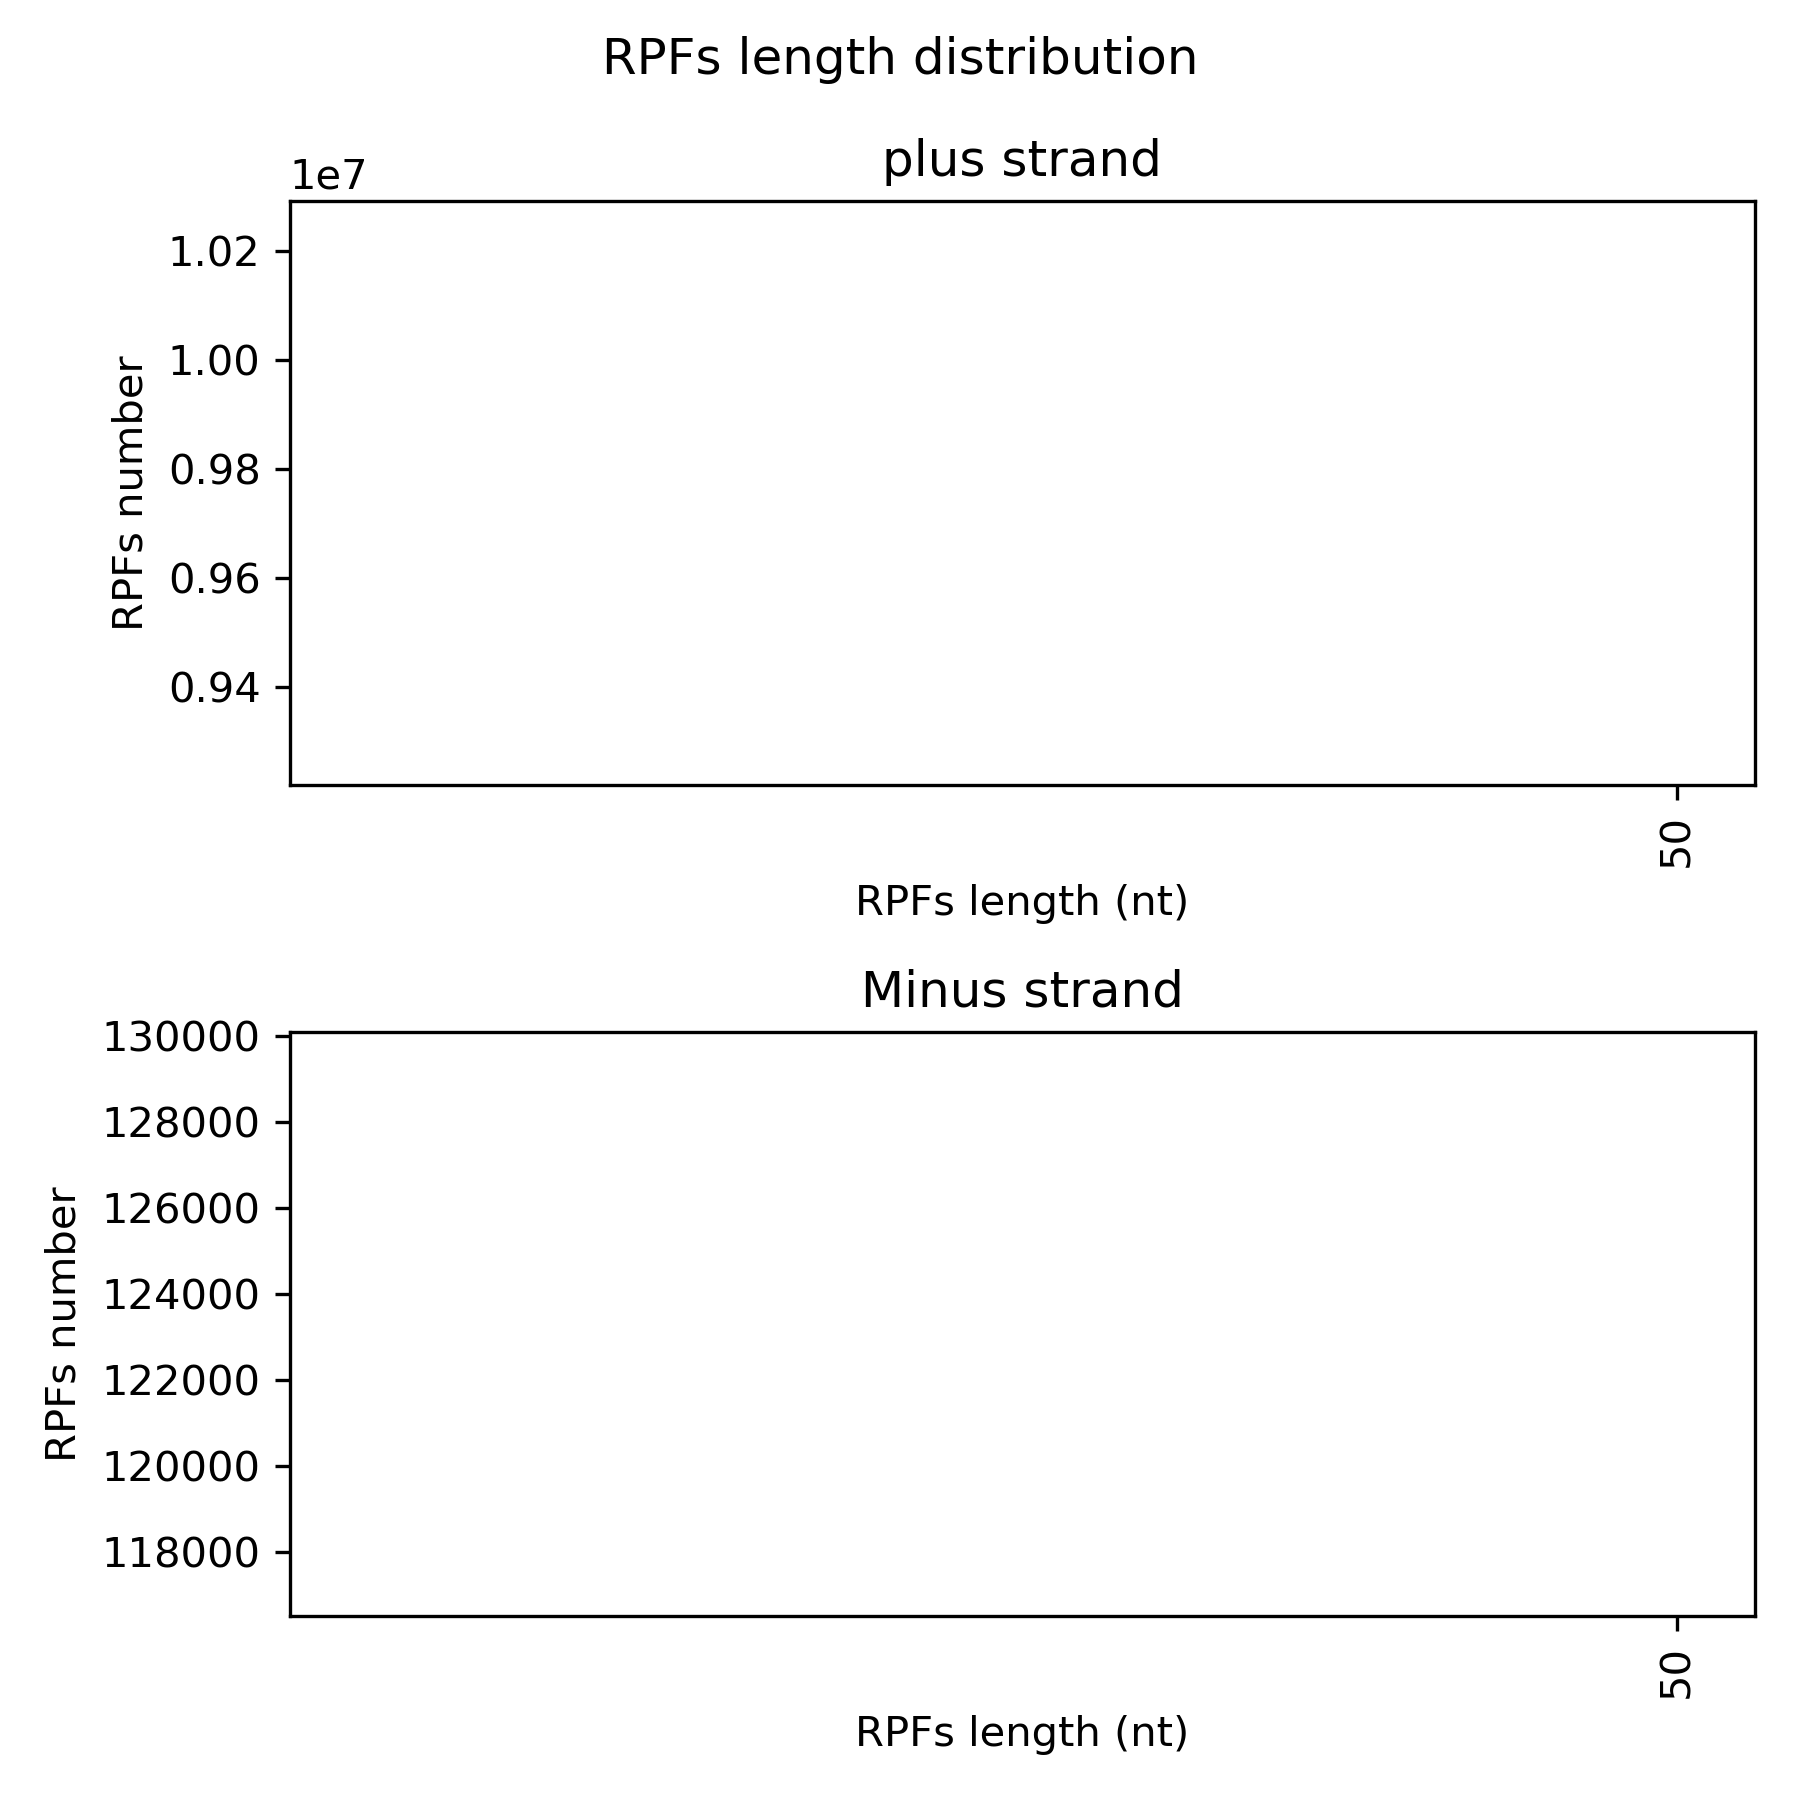 RPFs length distribution
plus strand
1e7
1.02
1.00
0.98
0.96
0.94
RPFs number
50
RPFs length (nt)
Minus strand
130000
128000
126000
124000
122000
120000
118000
RPFs number
50
RPFs length (nt)